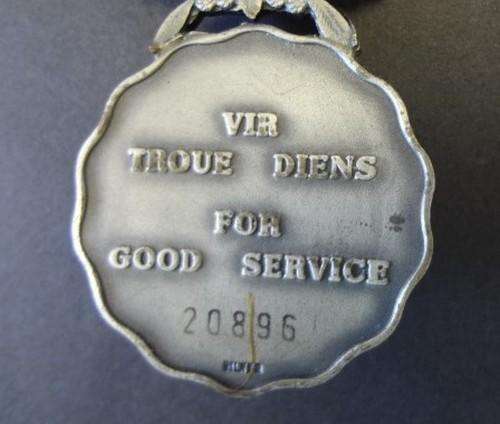 VIR
TROUE DIENS
FOR
GOOD SERVICE
20896